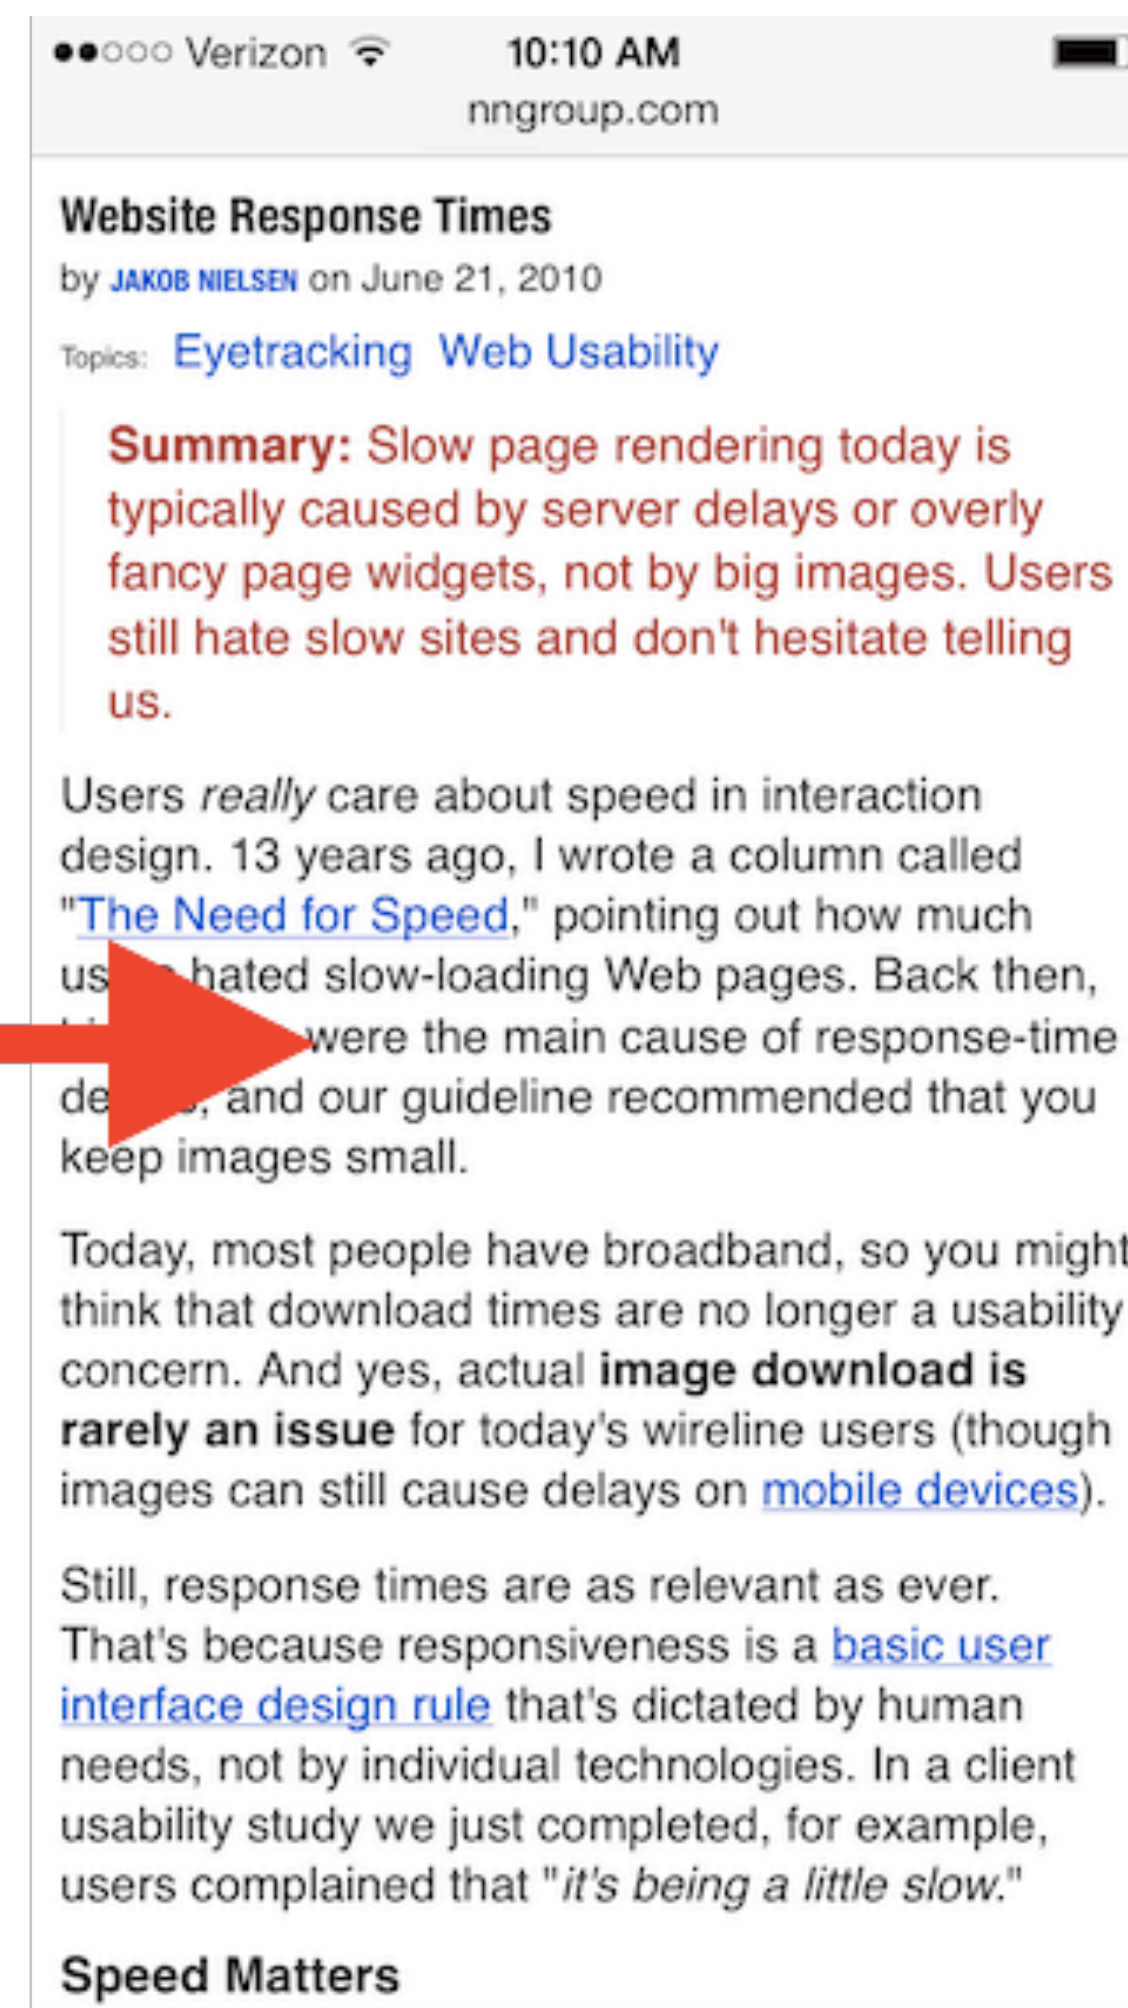 Verizon 10:10 AM
nngroup.com
Website Response Times
by JAKOB NIELSEN on June 21, 2010
Topics: Eyetracking Web Usability
Summary: Slow page rendering today is
typically caused by server delays or overly
fancy page widgets, not by big images. Users
still hate slow sites and don't hesitate telling
us.
Users really care about speed in interaction
design. 13 years ago, I wrote a column called
"The Need for Speed," pointing out how much
hated slow-loading Web pages. Back then,
were the main cause of response-time
and our guideline recommended that you
keep images small.
Today, most people have broadband, so you might
think that download times are no longer a usability
concern. And yes, actual image download is
rarely an issue for today's wireline users (though
images can still cause delays on mobile devices).
Still, response times are as relevant as ever.
That's because responsiveness is a basic user
interface design rule that's dictated by human
needs, not by individual technologies. In a client
usability study we just completed, for example,
users complained that "it's being a little slow."
Speed Matters